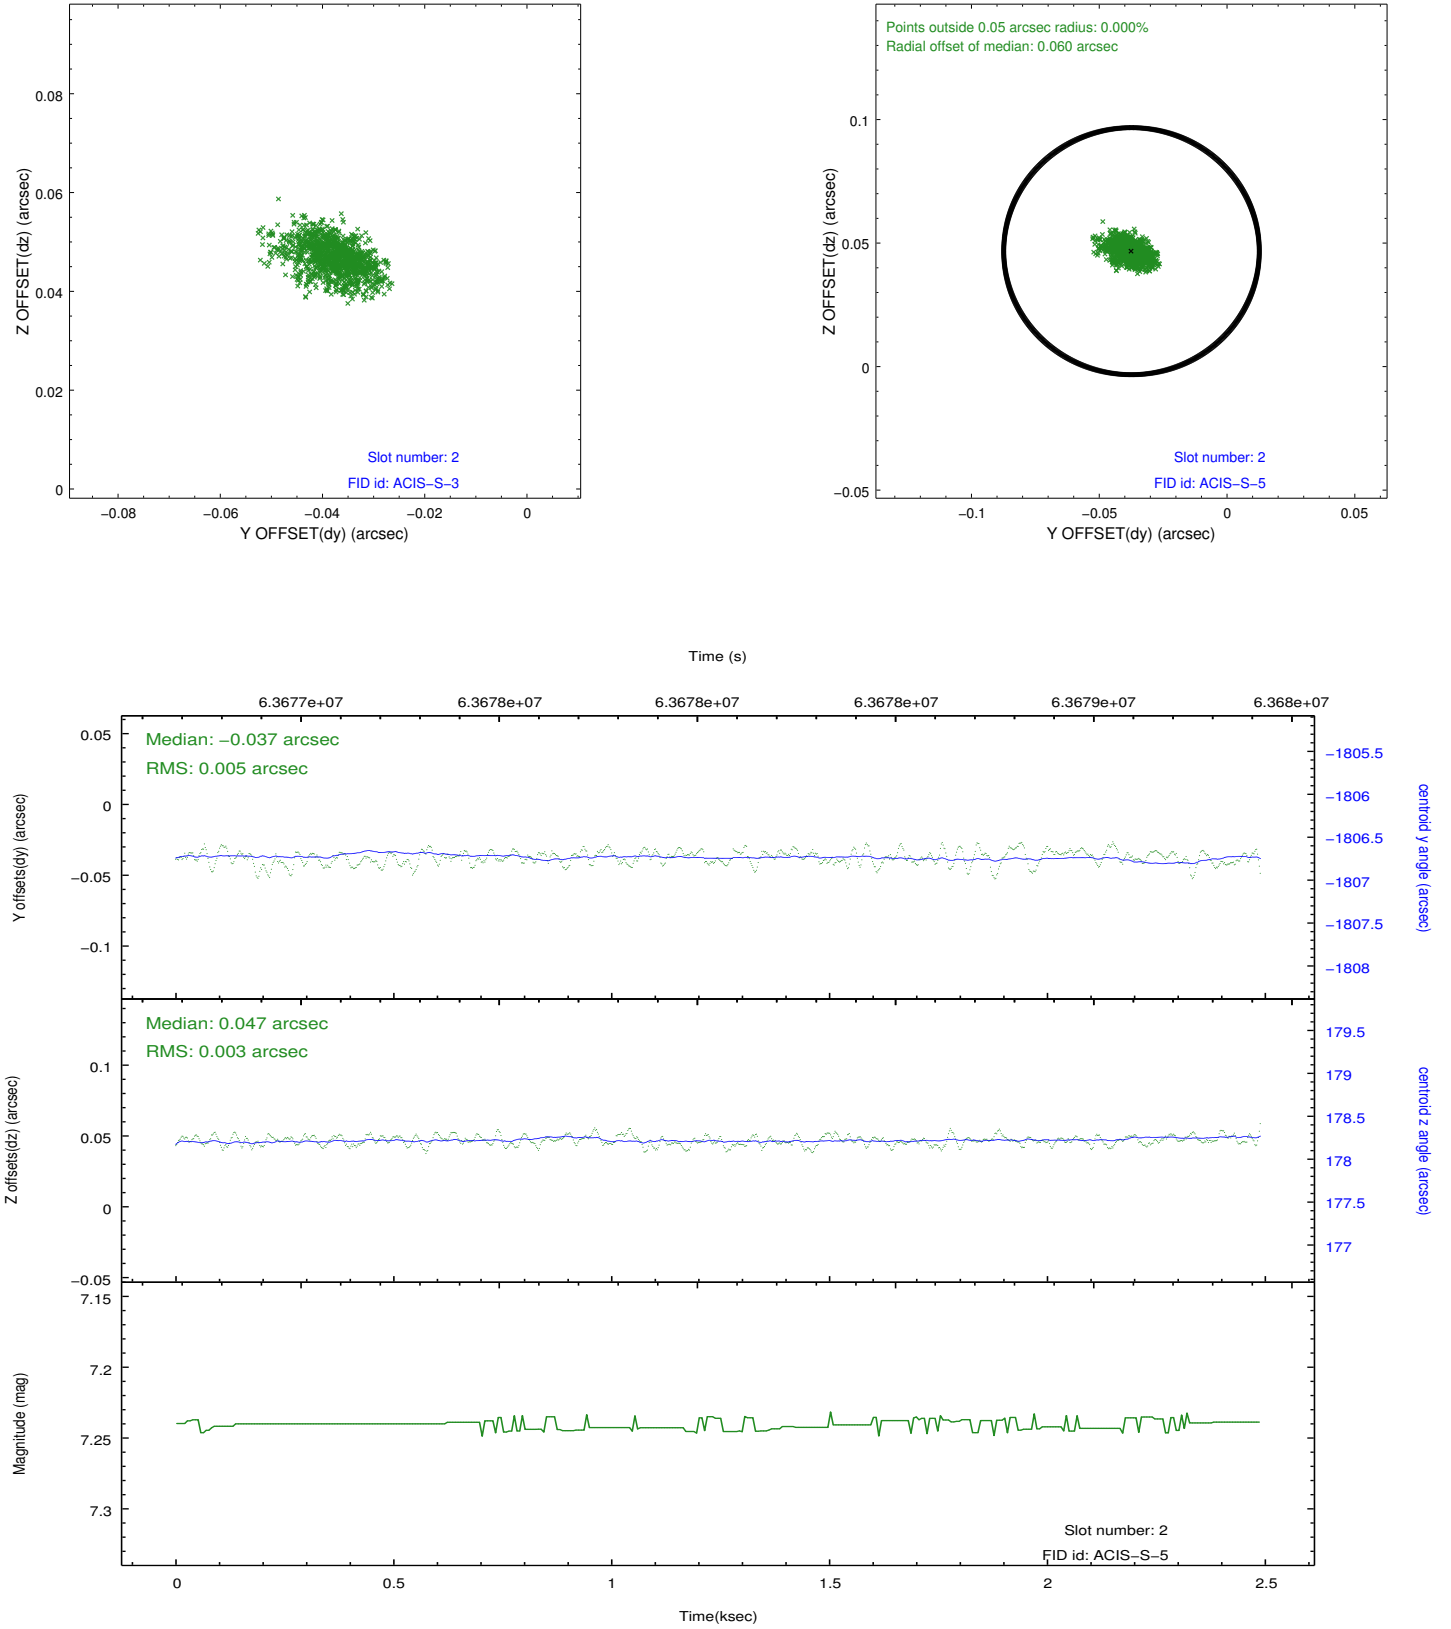 0.08
0.06
0.04
0.02
0
Z OFFSET(dz) (arcsec)
Slot number: 2
FID id: ACIS−S−3
−0.08
−0.06
−0.04
−0.02
0
Y OFFSET(dy) (arcsec)
Points outside 0.05 arcsec radius: 0.000%
Radial offset of median: 0.060 arcsec
0.1
0.05
0
−0.05
Z OFFSET(dz) (arcsec)
Slot number: 2
FID id: ACIS−S−5
−0.1
−0.05
0
0.05
Y OFFSET(dy) (arcsec)
Time (s)
6.3677e+07
6.3678e+07
6.3678e+07
6.3678e+07
6.3679e+07
6.368e+07
Median: −0.037 arcsec
RMS: 0.005 arcsec
0.05
0
−0.05
−0.1
Y offsets(dy) (arcsec)
−1805.5
−1806
−1806.5
−1807
−1807.5
−1808
centroid y angle (arcsec)
Median: 0.047 arcsec
RMS: 0.003 arcsec
0.1
0.05
0
−0.05
Z offsets(dz) (arcsec)
179.5
179
178.5
178
177.5
177
centroid z angle (arcsec)
7.15
7.2
7.25
7.3
Magnitude (mag)
Slot number: 2
FID id: ACIS−S−5
0
0.5
1
1.5
2
2.5
Time(ksec)